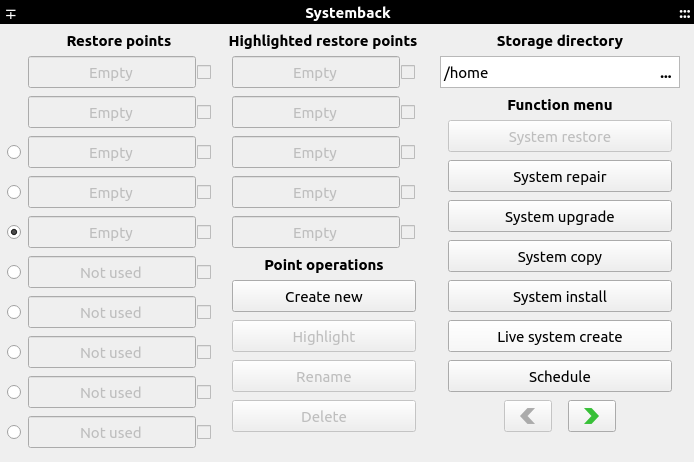 Systemback
Restore points
Empty
Empty
Empty
Empty
Empty
Not used
Not used
Not used
Not used
Not used
Highlighted restore points
Empty
Empty
Empty
Empty
Empty
Point operations
Create new
Highlight
Rename
Delete
Storage directory
/home ...
Function menu
System restore
System repair
System upgrade
System copy
System install
Live system create
Schedule